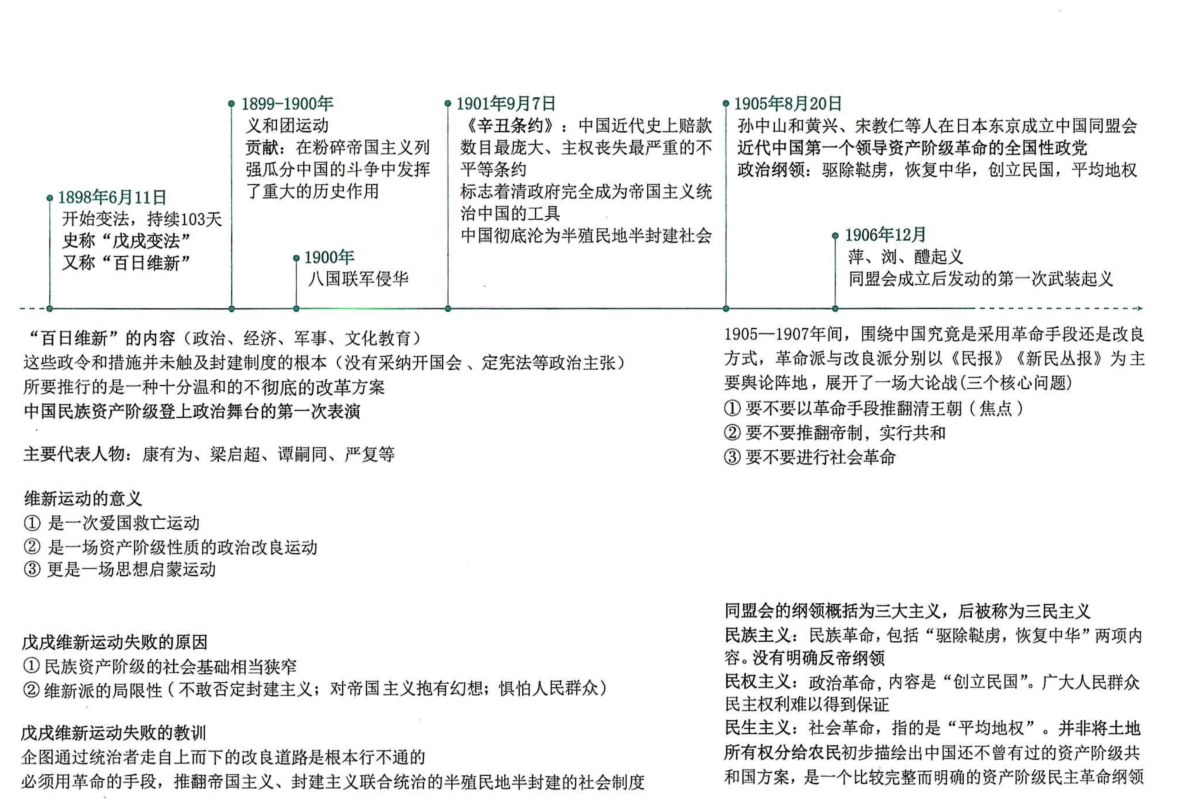 1898年6月11日
开始变法，持续103天
史称“戊戌变法”
又称“百日维新”
1899-1900年
义和团运动
贡献：在粉碎帝国主义列
强瓜分中国的斗争中发挥
了重大的历史作用
1900年
八国联军侵华
1901年9月7日
《辛丑条约》：中国近代史上赔款
数目最庞大、主权丧失最严重的不
平等条约
标志着清政府完全成为帝国主义统
治中国的工具
中国彻底沦为半殖民地半封建社会
1905年8月20日
孙中山和黄兴、宋教仁等人在日本东京成立中国同盟会
近代中国第一个领导资产阶级革命的全国性政党
政治纲领：驱除鞑虏，恢复中华，创立民国，平均地权
1906年12月
萍、浏、醴起义
同盟会成立后发动的第一次武装起义
“百日维新”的内容（政治、经济、军事、文化教育）
这些政令和措施并未触及封建制度的根本（没有采纳开国会、定宪法等政治主张）
所要推行的是一种十分温和的不彻底的改革方案
中国民族资产阶级登上政治舞台的第一次表演
主要代表人物：康有为、梁启超、谭嗣同、严复等
维新运动的意义
① 是一次爱国救亡运动
② 是一场资产阶级性质的政治改良运动
③ 更是一场思想启蒙运动
戊戌维新运动失败的原因
① 民族资产阶级的社会基础相当狭窄
② 维新派的局限性（不敢否定封建主义；对帝国主义抱有幻想；惧怕人民群众）
戊戌维新运动失败的教训
企图通过统治者走自上而下的改良道路是根本行不通的
必须用革命的手段，推翻帝国主义、封建主义联合统治的半殖民地半封建的社会制度
1905—1907年间，围绕中国究竟是采用革命手段还是改良
方式，革命派与改良派分别以《民报》《新民丛报》为主
要舆论阵地，展开了一场大论战(三个核心问题)
① 要不要以革命手段推翻清王朝（焦点）
② 要不要推翻帝制，实行共和
③ 要不要进行社会革命
同盟会的纲领概括为三大主义，后被称为三民主义
民族主义：民族革命，包括“驱除鞑虏，恢复中华”两项内
容。没有明确反帝纲领
民权主义：政治革命，内容是“创立民国”。广大人民群众
民主权利难以得到保证
民生主义：社会革命，指的是“平均地权”。并非将土地
所有权分给农民初步描绘出中国还不曾有过的资产阶级共
和国方案，是一个比较完整而明确的资产阶级民主革命纲领